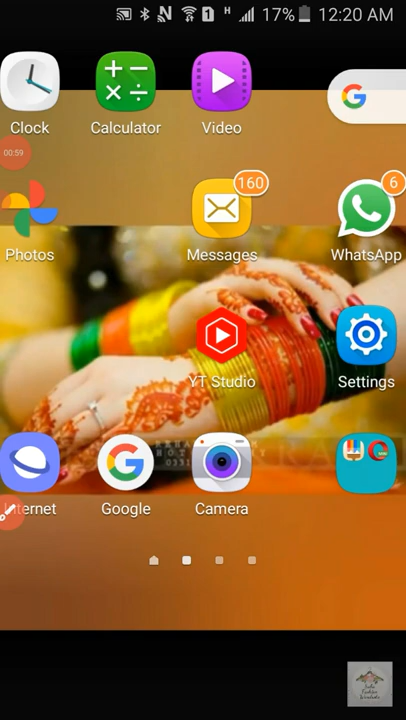 17% 12:20 AM
Clock
Calculator
Video
00:59
160
6
Photos
Messages
WhatsApp
YT Studio
Settings
Internet
Google
Camera